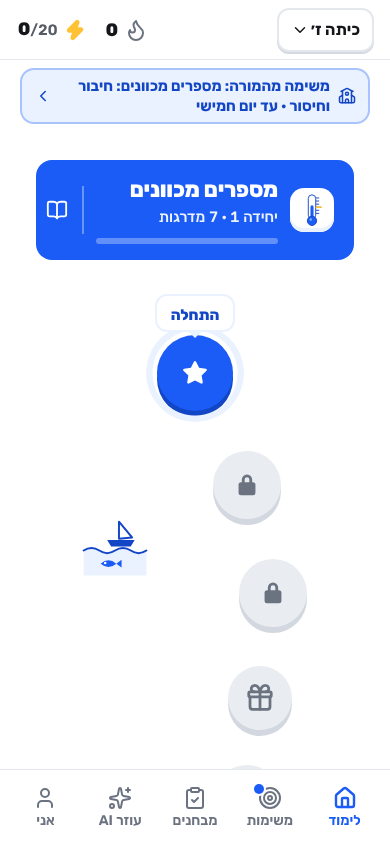 כיתה ז׳
0
0/20
משימה מהמורה: מספרים מכוונים: חיבור
וחיסור • עד יום חמישי
מספרים מכוונים
יחידה 1 • 7 מדרגות
התחלה
לימוד
משימות
מבחנים
עוזר AI
אני